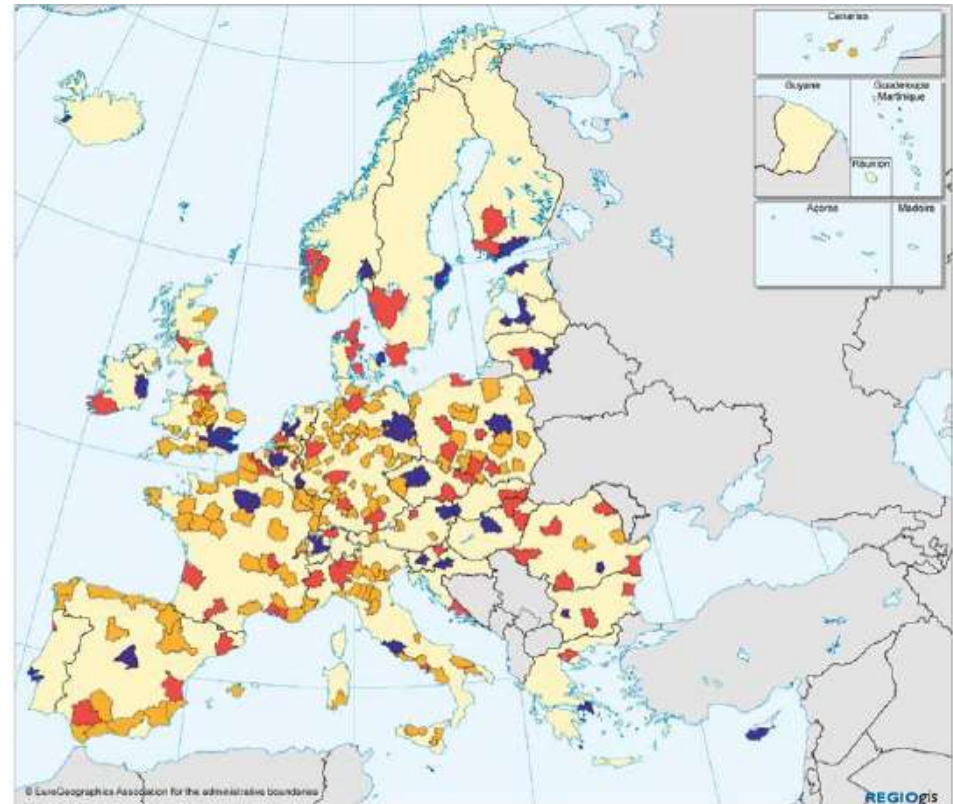 Canarias
Guyane
Guadeloupe
Martinique
Réunion
Açores
Madeira
© EuroGeographics Association for the administrative boundaries
REGIOgis